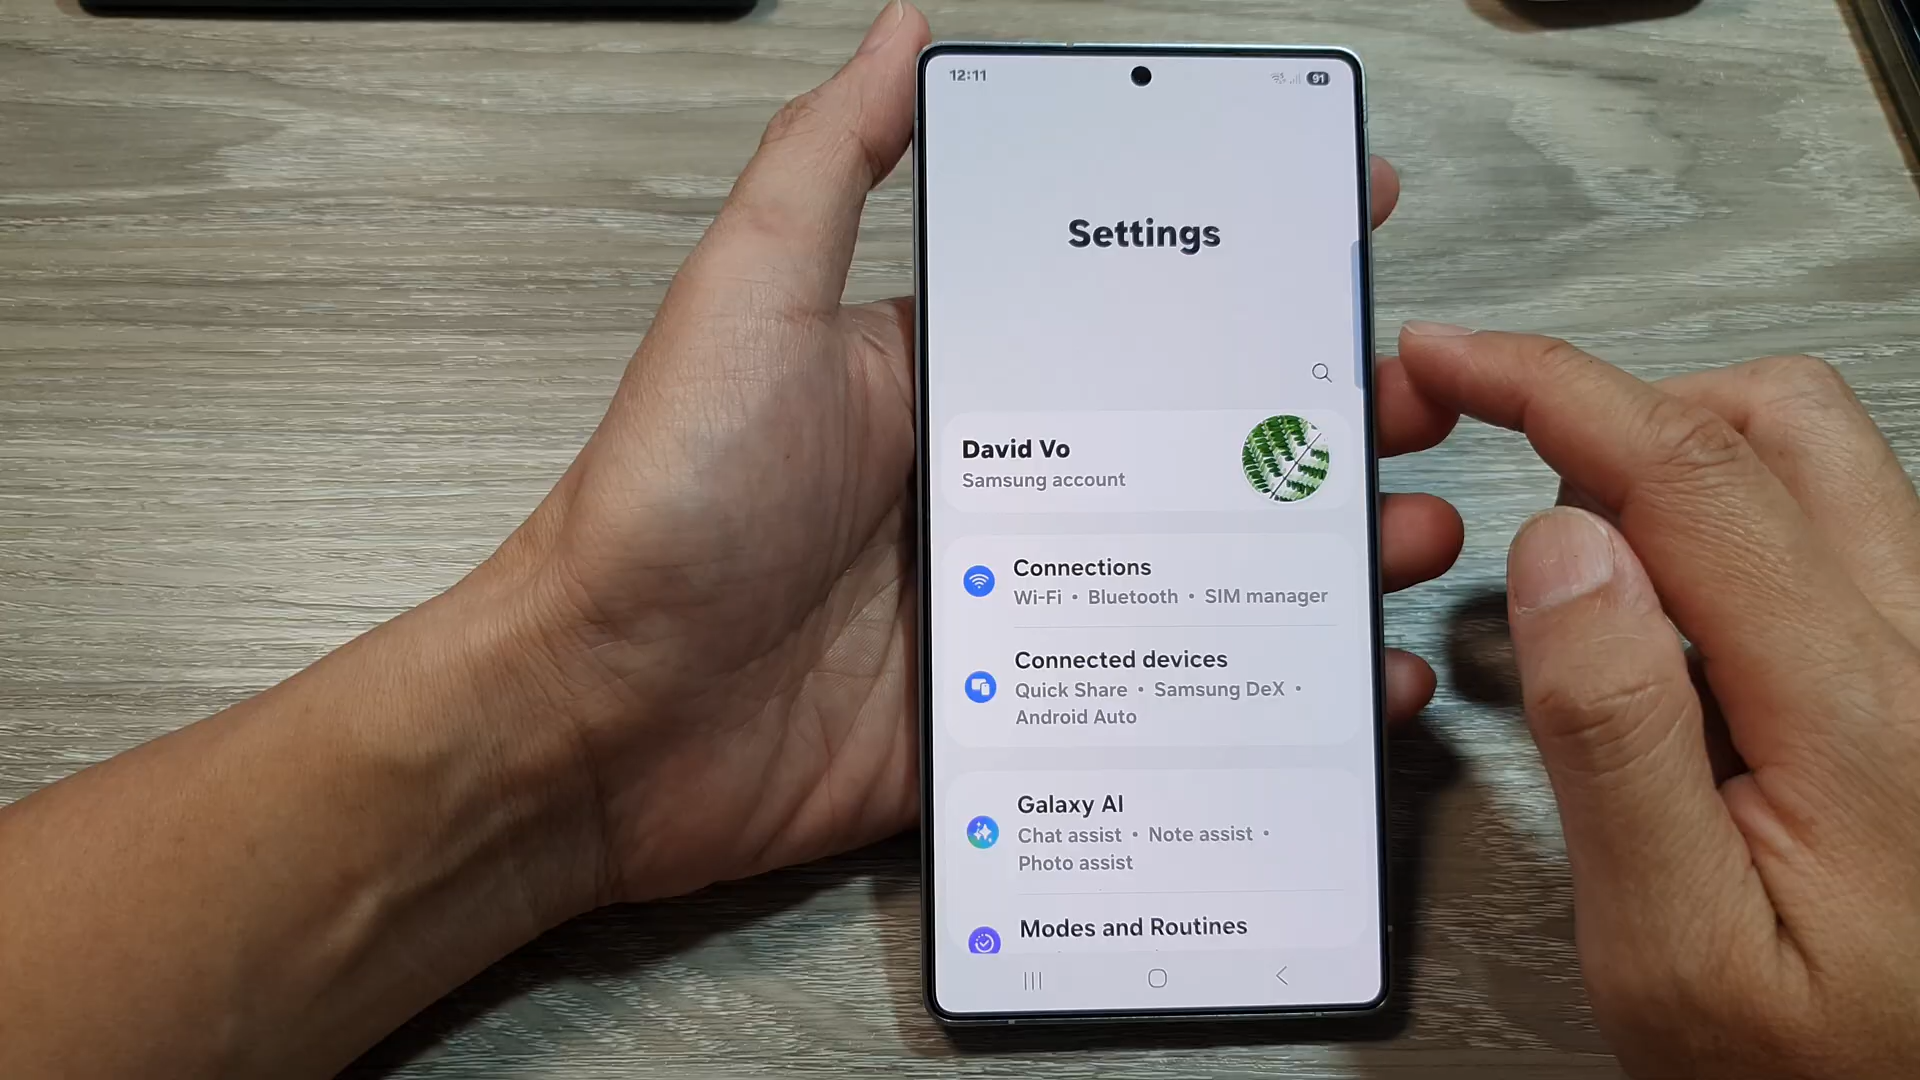 12:11
91
Settings
David Vo
Samsung account
Connections
Wi-Fi • Bluetooth • SIM manager
Connected devices
Quick Share • Samsung DeX •
Android Auto
Galaxy AI
Chat assist • Note assist •
Photo assist
Modes and Routines